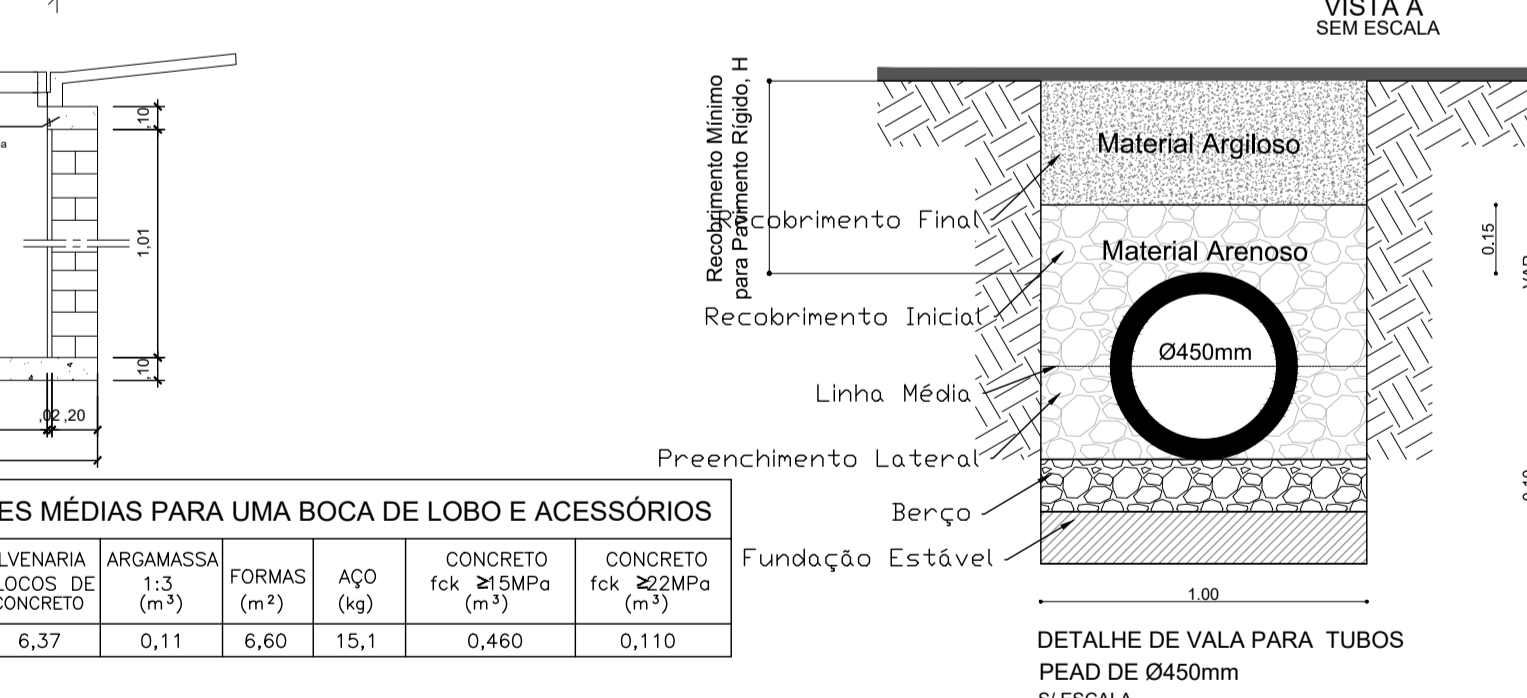 VISTA A
SEM ESCALA
,10
1,01
,10
,02 ,20
Recobrimento Mínimo
para Pavimento Rígido, H
Material Argiloso
Recobrimento Final
Material Arenoso
Recobrimento Inicial
Ø450mm
Linha Média
Preenchimento Lateral
Berço
Fundação Estável
0.15
1.00
DETALHE DE VALA PARA TUBOS
PEAD DE Ø450mm
S/ ESCALA
ES MÉDIAS PARA UMA BOCA DE LOBO E ACESSÓRIOS
LVENARIA
LOCOS DE
CONCRETO
ARGAMASSA
1:3
(m³)
FORMAS
(m²)
AÇO
(kg)
CONCRETO
fck ≥15MPa
(m³)
CONCRETO
fck ≥22MPa
(m³)
6,37 0,11 6,60 15,1 0,460 0,110